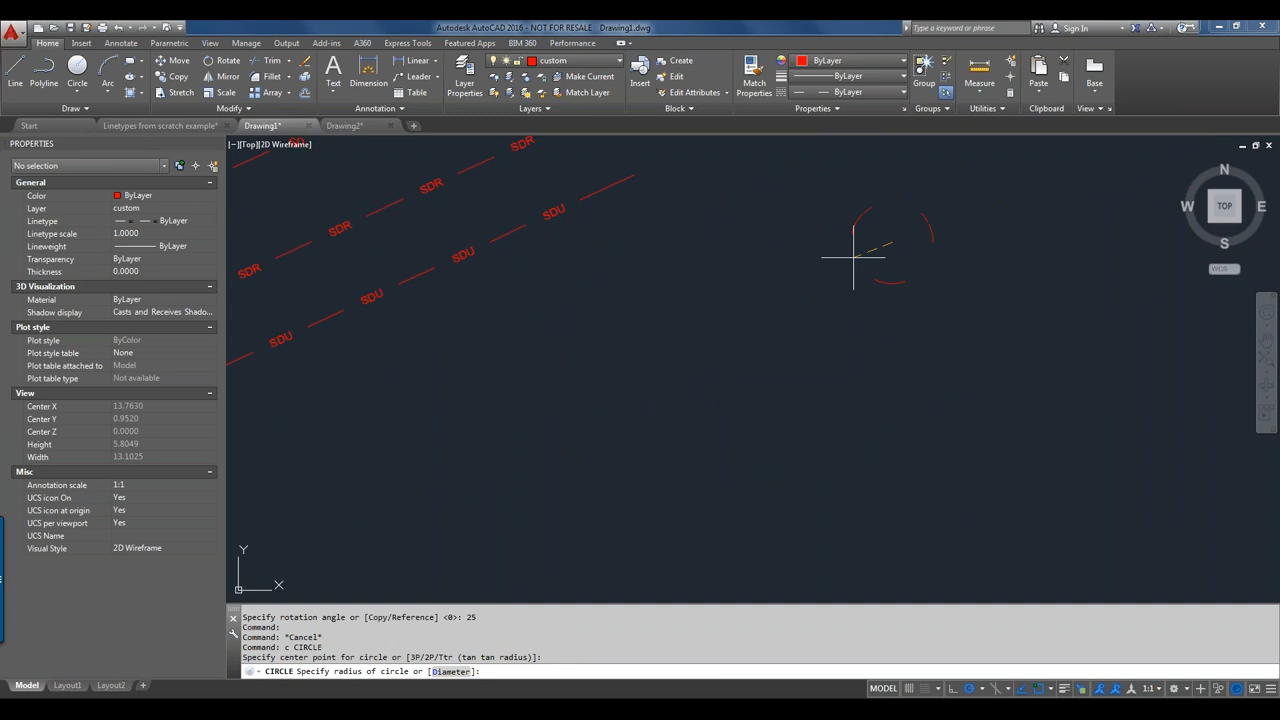 Autodesk AutoCAD 2016 - NOT FOR RESALE   Drawing1.dwg
Type a keyword or phrase
Sign In
Home Insert Annotate Parametric View Manage Output Add-ins A360 Express Tools Featured Apps BIM 360 Performance
Line Polyline Circle Arc
Move Rotate Trim
Copy Mirror Fillet
Stretch Scale Array
Text Dimension
Linear
Leader
Table
Layer Properties
custom
Make Current
Match Layer
Insert
Create
Edit
Edit Attributes
Match Properties
ByLayer
ByLayer
ByLayer
Group
Measure
Paste
Base
Draw Modify Annotation Layers Block Properties Groups Utilities Clipboard View
Start Linetypes from scratch example* Drawing1* Drawing2*
PROPERTIES
[−][Top][2D Wireframe]
No selection
General
Color ByLayer
Layer custom
Linetype ByLayer
Linetype scale 1.0000
Lineweight ByLayer
Transparency ByLayer
Thickness 0.0000
3D Visualization
Material ByLayer
Shadow display Casts and Receives Shado...
Plot style
Plot style ByColor
Plot style table None
Plot table attached to Model
Plot table type Not available
View
Center X 13.7630
Center Y 0.9520
Center Z 0.0000
Height 5.8049
Width 13.1025
Misc
Annotation scale 1:1
UCS icon On Yes
UCS icon at origin Yes
UCS per viewport Yes
UCS Name
Visual Style 2D Wireframe
SDR
SDR
SDR
SDR
SDU
SDU
SDU
SDU
N
W TOP E
S
WCS
Y
X
Specify rotation angle or [Copy/Reference] <0>: 25
Command:
Command: *Cancel*
Command: c CIRCLE
Specify center point for circle or [3P/2P/Ttr (tan tan radius)]:
CIRCLE Specify radius of circle or [Diameter]:
Model Layout1 Layout2
MODEL 1:1